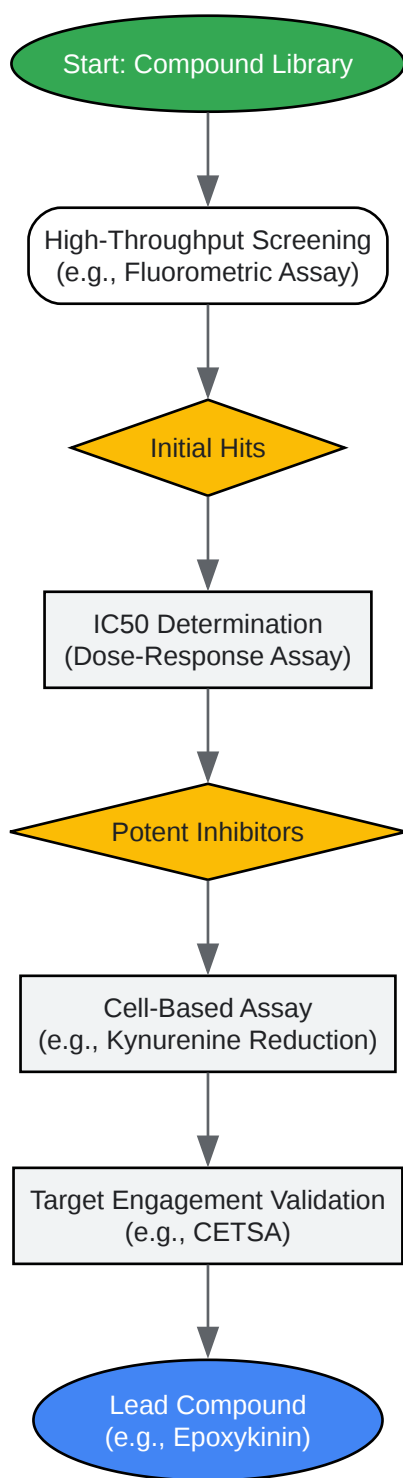 Start: Compound Library
High-Throughput Screening
(e.g., Fluorometric Assay)
Initial Hits
IC50 Determination
(Dose-Response Assay)
Potent Inhibitors
Cell-Based Assay
(e.g., Kynurenine Reduction)
Target Engagement Validation
(e.g., CETSA)
Lead Compound
(e.g., Epoxykinin)